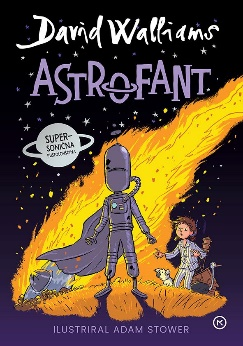 David Walliams
ASTROFANT
SUPER-
SONIČNA
ILUSTRIRAL ADAM STOWER
M